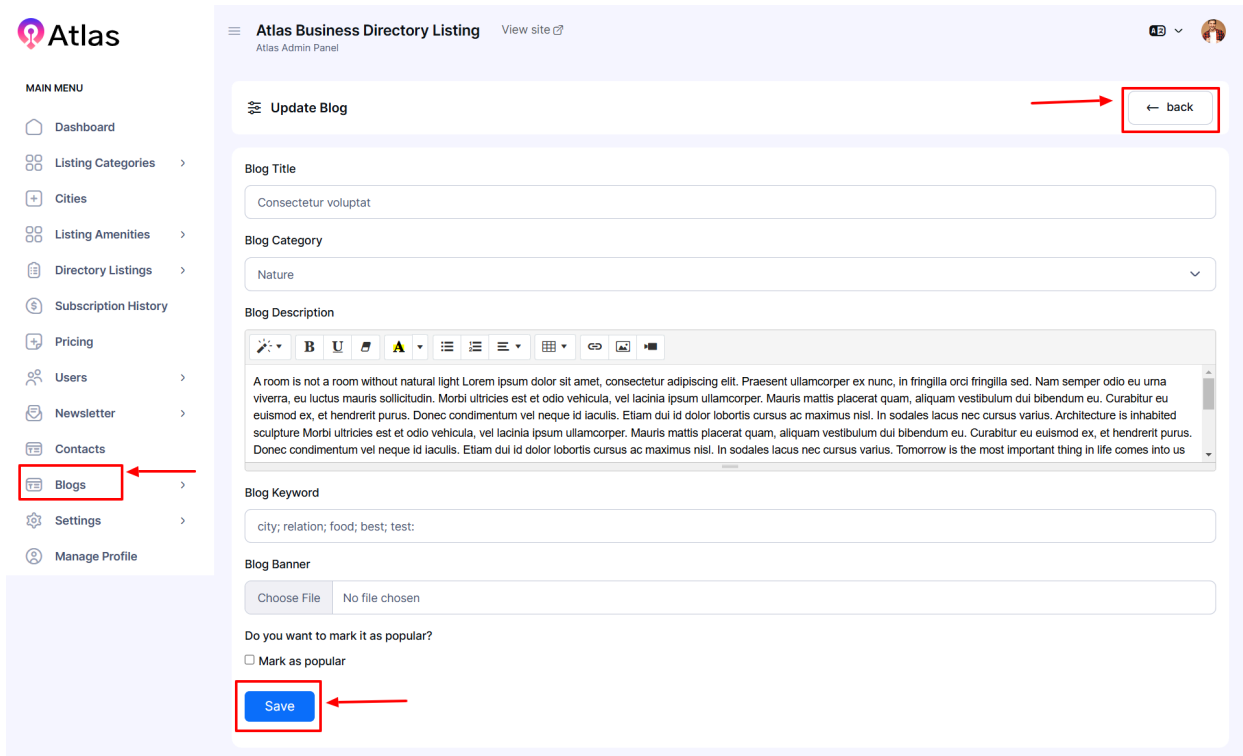 Atlas
Atlas Business Directory Listing
View site
Atlas Admin Panel
MAIN MENU
Dashboard
Listing Categories
Cities
Listing Amenities
Directory Listings
Subscription History
Pricing
Users
Newsletter
Contacts
Blogs
Settings
Manage Profile
Update Blog
← back
Blog Title
Consectetur voluptat
Blog Category
Nature
Blog Description
B U A
A room is not a room without natural light Lorem ipsum dolor sit amet, consectetur adipiscing elit. Praesent ullamcorper ex nunc, in fringilla orci fringilla sed. Nam semper odio eu urna
viverra, eu luctus mauris sollicitudin. Morbi ultricies est et odio vehicula, vel lacinia ipsum ullamcorper. Mauris mattis placerat quam, aliquam vestibulum dui bibendum eu. Curabitur eu
euismod ex, et hendrerit purus. Donec condimentum vel neque id iaculis. Etiam dui id dolor lobortis cursus ac maximus nisl. In sodales lacus nec cursus varius. Architecture is inhabited
sculpture Morbi ultricies est et odio vehicula, vel lacinia ipsum ullamcorper. Mauris mattis placerat quam, aliquam vestibulum dui bibendum eu. Curabitur eu euismod ex, et hendrerit purus.
Donec condimentum vel neque id iaculis. Etiam dui id dolor lobortis cursus ac maximus nisl. In sodales lacus nec cursus varius. Tomorrow is the most important thing in life comes into us
Blog Keyword
city; relation; food; best; test:
Blog Banner
Choose File No file chosen
Do you want to mark it as popular?
Mark as popular
Save